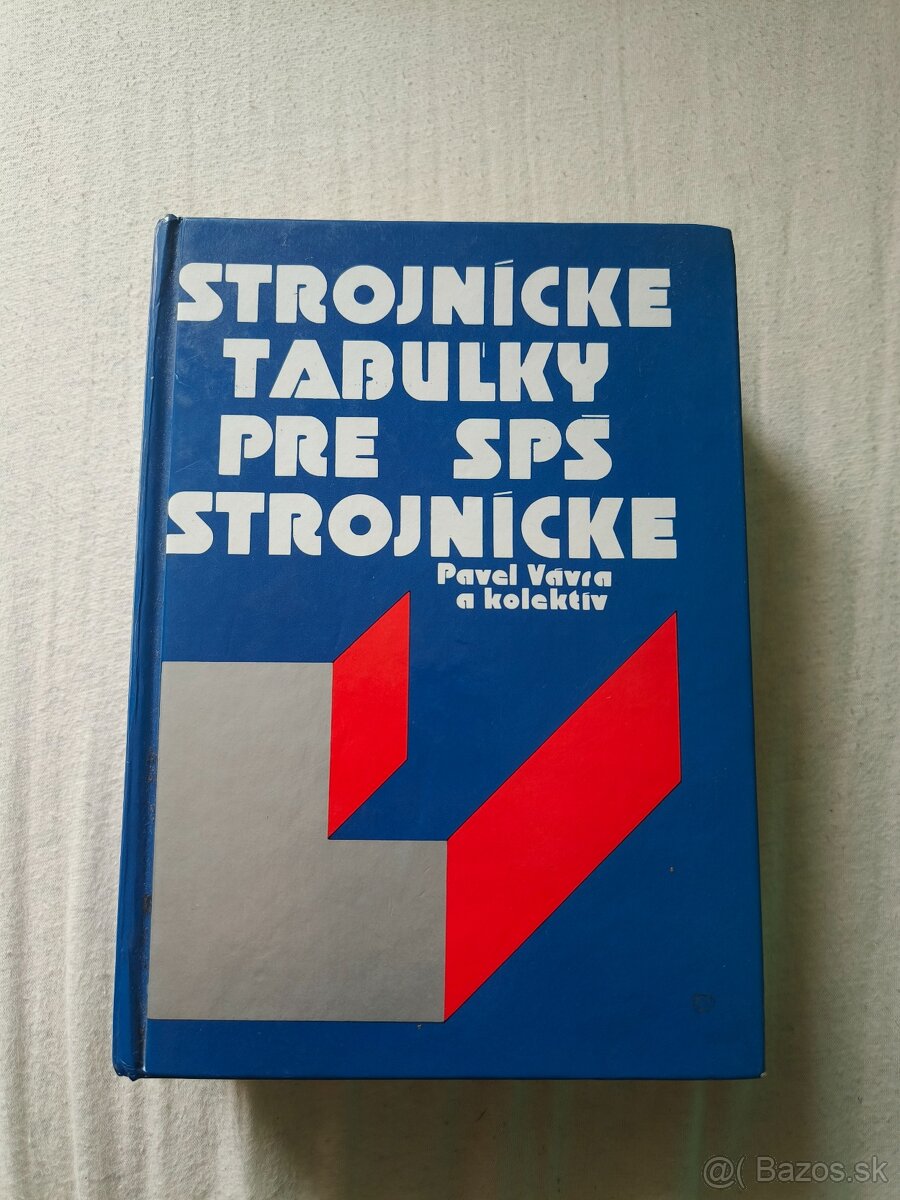 STROJNÍCKE
TABUĽKY
PRE SPŠ
STROJNÍCKE
Pavel Vávra
a kolektív
@( Bazos.sk